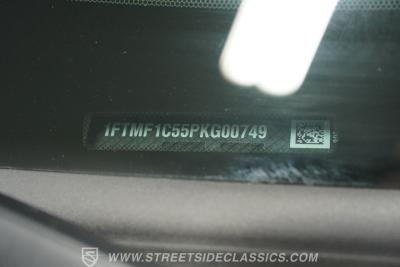 1FTMF1C55PKG00749
WWW.STREETSIDECLASSICS.COM